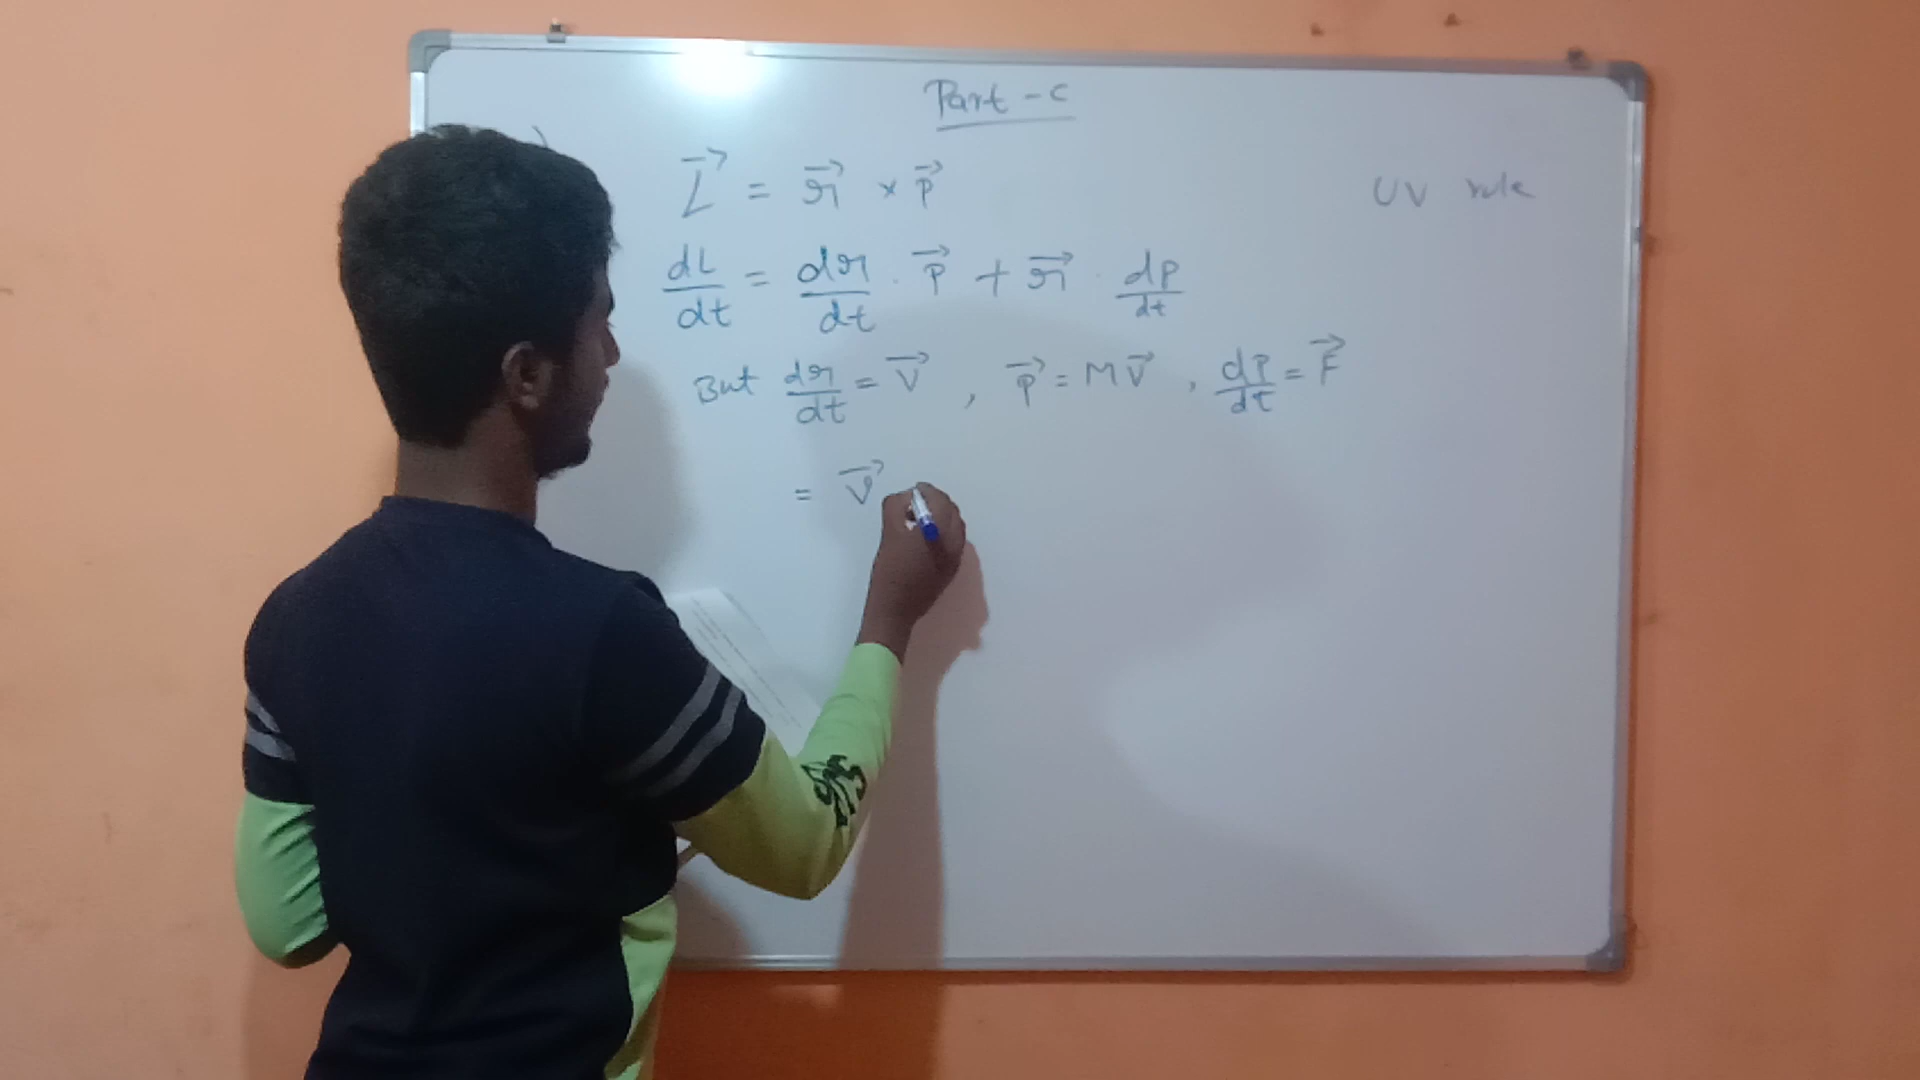 Part - C
)
L⃗ = r⃗ × p⃗
UV rule
dL/dt = dr/dt · p⃗ + r⃗ · dp/dt
But dr/dt = V⃗ , p⃗ = MV⃗ , dp/dt = F⃗
= V⃗